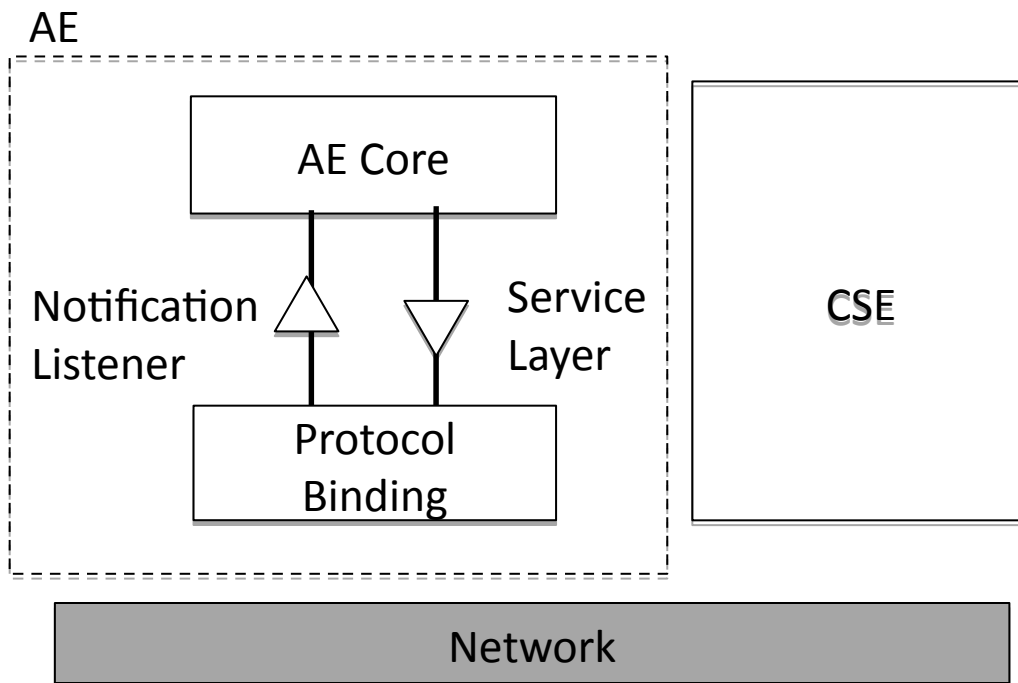 AE
AE Core
Notification
Listener
Service
Layer
CSE
Protocol
Binding
Network